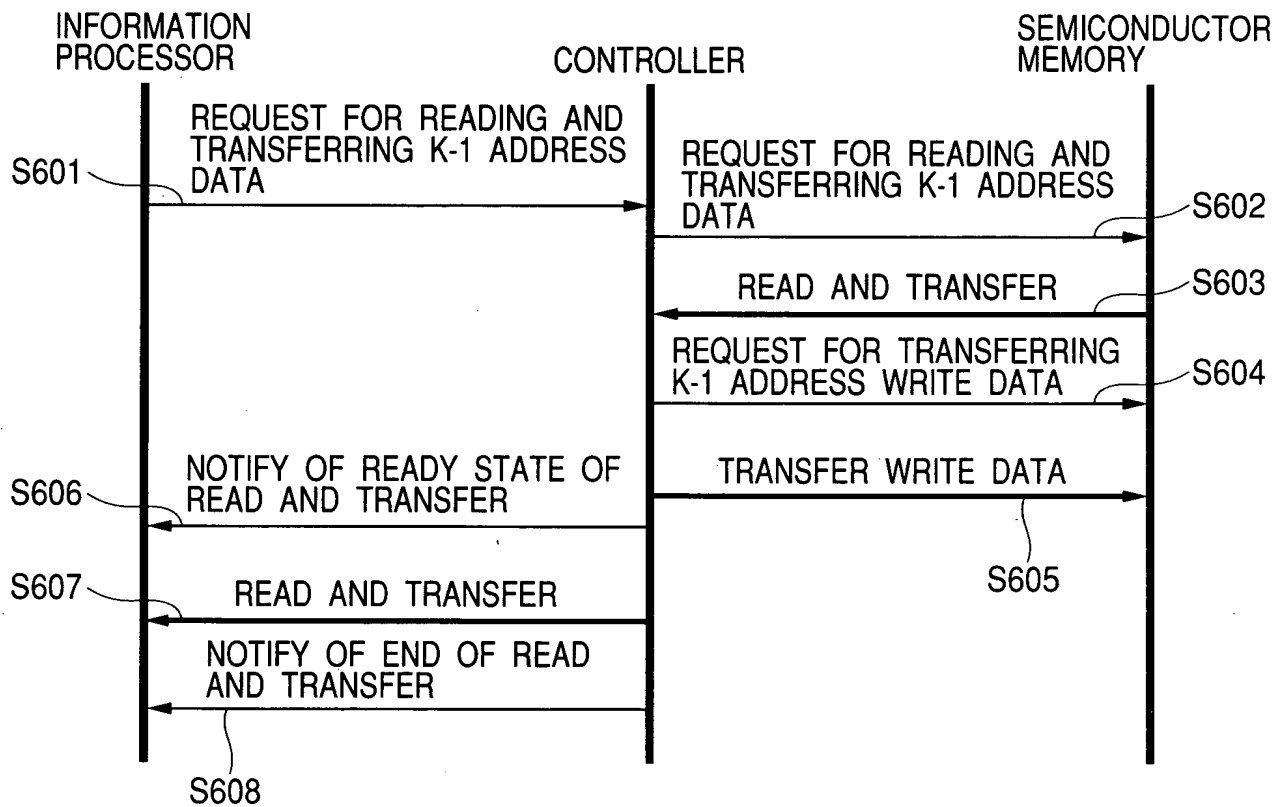 INFORMATION
PROCESSOR
CONTROLLER
SEMICONDUCTOR
MEMORY
REQUEST FOR READING AND
TRANSFERRING K-1 ADDRESS
DATA
S601
REQUEST FOR READING AND
TRANSFERRING K-1 ADDRESS
DATA
S602
READ AND TRANSFER
S603
REQUEST FOR TRANSFERRING
K-1 ADDRESS WRITE DATA
S604
NOTIFY OF READY STATE OF
READ AND TRANSFER
S606
TRANSFER WRITE DATA
S605
S607
READ AND TRANSFER
NOTIFY OF END OF READ
AND TRANSFER
S608